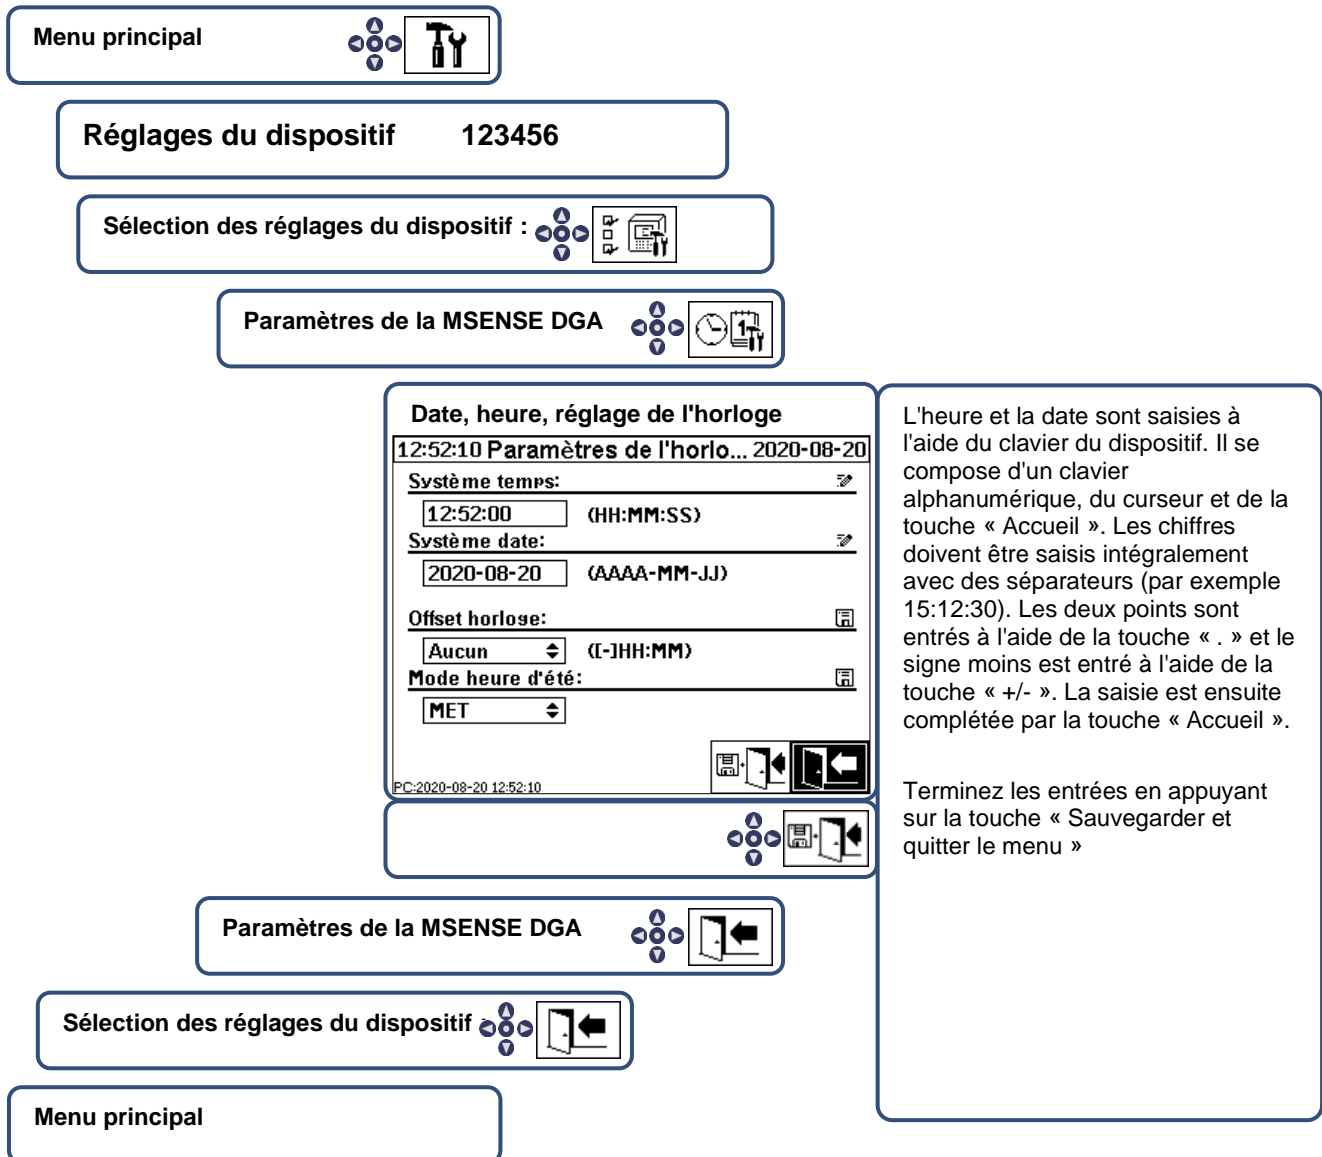 Menu principal
Réglages du dispositif 123456
Sélection des réglages du dispositif :
Paramètres de la MSENSE DGA
Date, heure, réglage de l'horloge
12:52:10 Paramètres de l'horlo... 2020-08-20
Système temps:
12:52:00 (HH:MM:SS)
Système date:
2020-08-20 (AAAA-MM-JJ)
Offset horloge:
Aucun ([-]HH:MM)
Mode heure d'été:
MET
PC:2020-08-20 12:52:10
L'heure et la date sont saisies à
l'aide du clavier du dispositif. Il se
compose d'un clavier
alphanumérique, du curseur et de la
touche « Accueil ». Les chiffres
doivent être saisis intégralement
avec des séparateurs (par exemple
15:12:30). Les deux points sont
entrés à l'aide de la touche « . » et le
signe moins est entré à l'aide de la
touche « +/- ». La saisie est ensuite
complétée par la touche « Accueil ».
Terminez les entrées en appuyant
sur la touche « Sauvegarder et
quitter le menu »
Paramètres de la MSENSE DGA
Sélection des réglages du dispositif
Menu principal